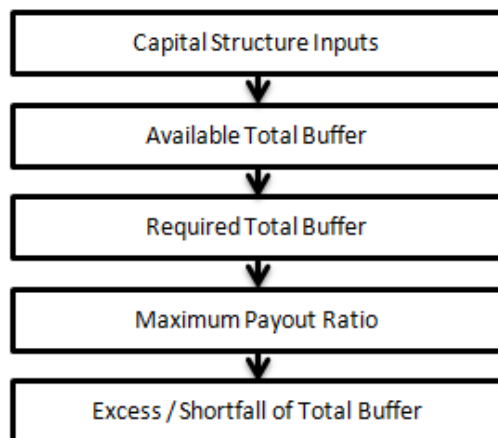 Capital Structure Inputs
Available Total Buffer
Required Total Buffer
Maximum Payout Ratio
Excess / Shortfall of Total Buffer